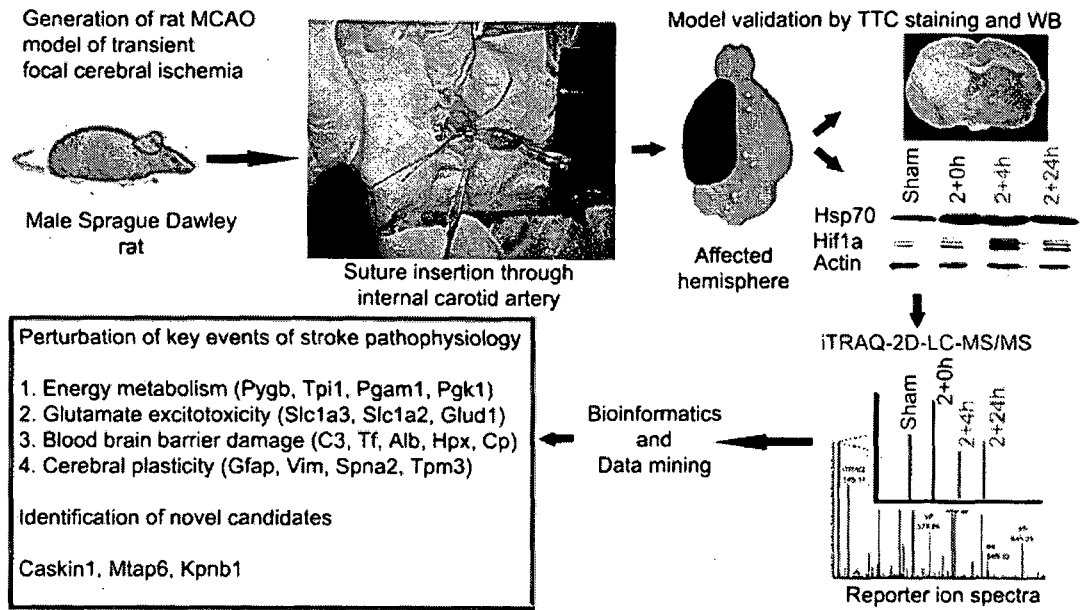 Generation of rat MCAO
model of transient
focal cerebral ischemia
Male Sprague Dawley
rat
Suture insertion through
internal carotid artery
Model validation by TTC staining and WB
Affected
hemisphere
Sham
2+0h
2+4h
2+24h
Hsp70
Hif1a
Actin
iTRAQ-2D-LC-MS/MS
Sham
2+0h
2+4h
2+24h
Reporter ion spectra
Bioinformatics
and
Data mining
Perturbation of key events of stroke pathophysiology
1. Energy metabolism (Pygb, Tpi1, Pgam1, Pgk1)
2. Glutamate excitotoxicity (Slc1a3, Slc1a2, Glud1)
3. Blood brain barrier damage (C3, Tf, Alb, Hpx, Cp)
4. Cerebral plasticity (Gfap, Vim, Spna2, Tpm3)
Identification of novel candidates
Caskin1, Mtap6, Kpnb1